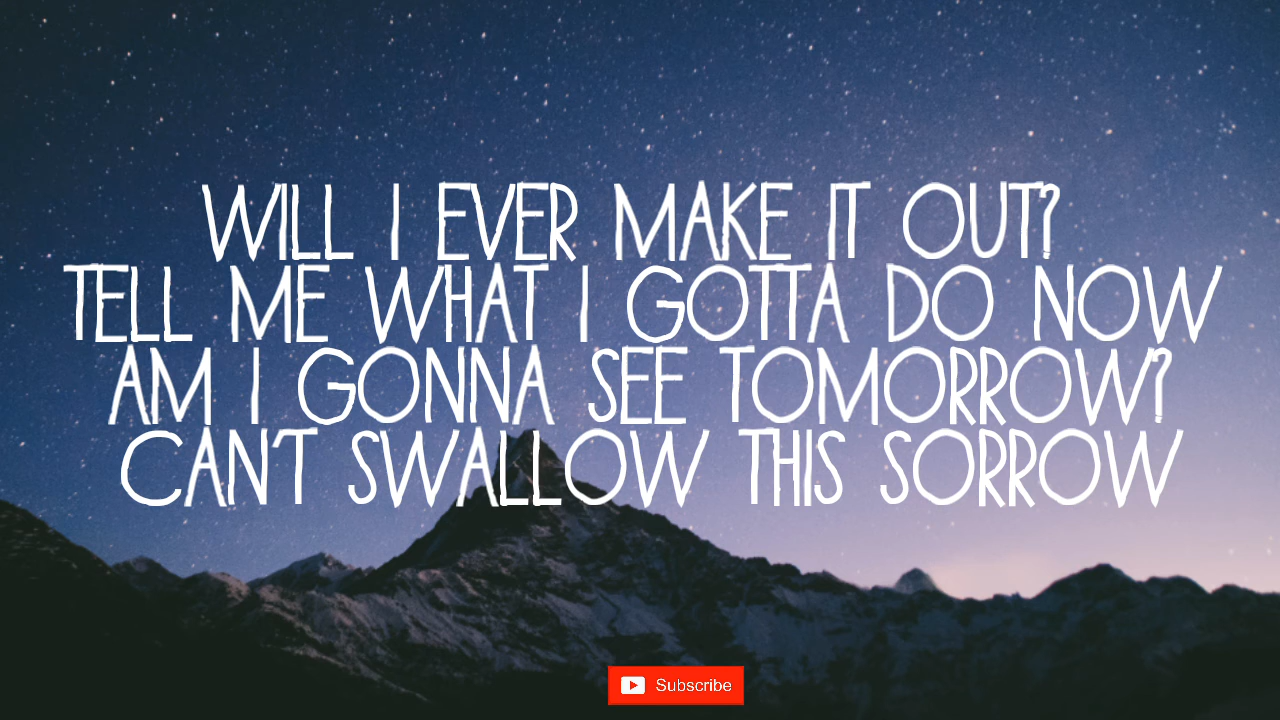 WILL I EVER MAKE IT OUT?
TELL ME WHAT I GOTTA DO NOW
AM I GONNA SEE TOMORROW?
CAN'T SWALLOW THIS SORROW
Subscribe